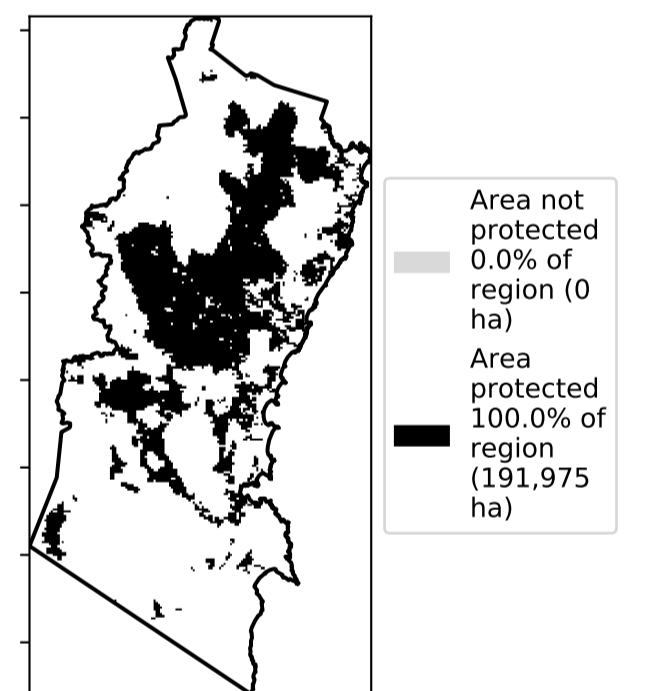 Area not
protected
0.0% of
region (0
ha)
Area
protected
100.0% of
region
(191,975
ha)